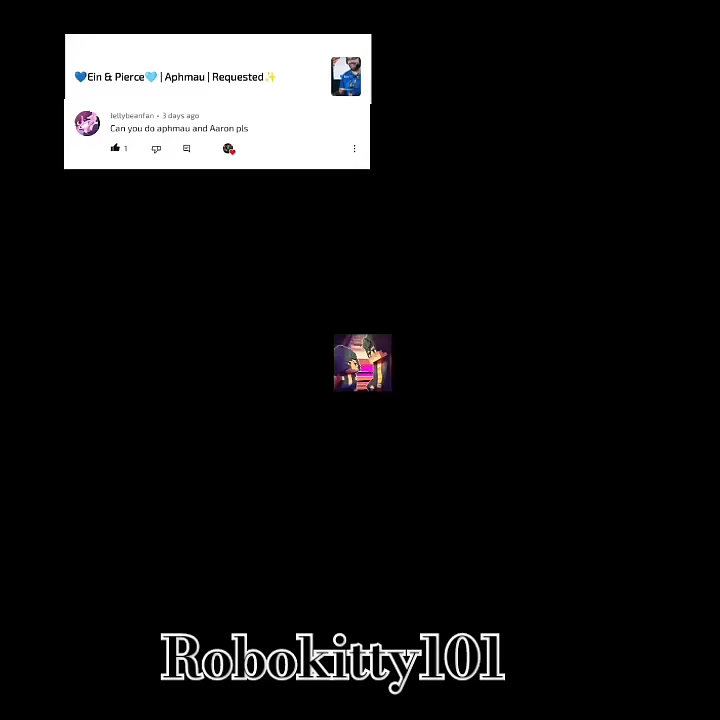 💙Ein & Pierce🩵 | Aphmau | Requested✨
Jellybeanfan • 3 days ago
Can you do aphmau and Aaron pls
1
Robokitty101